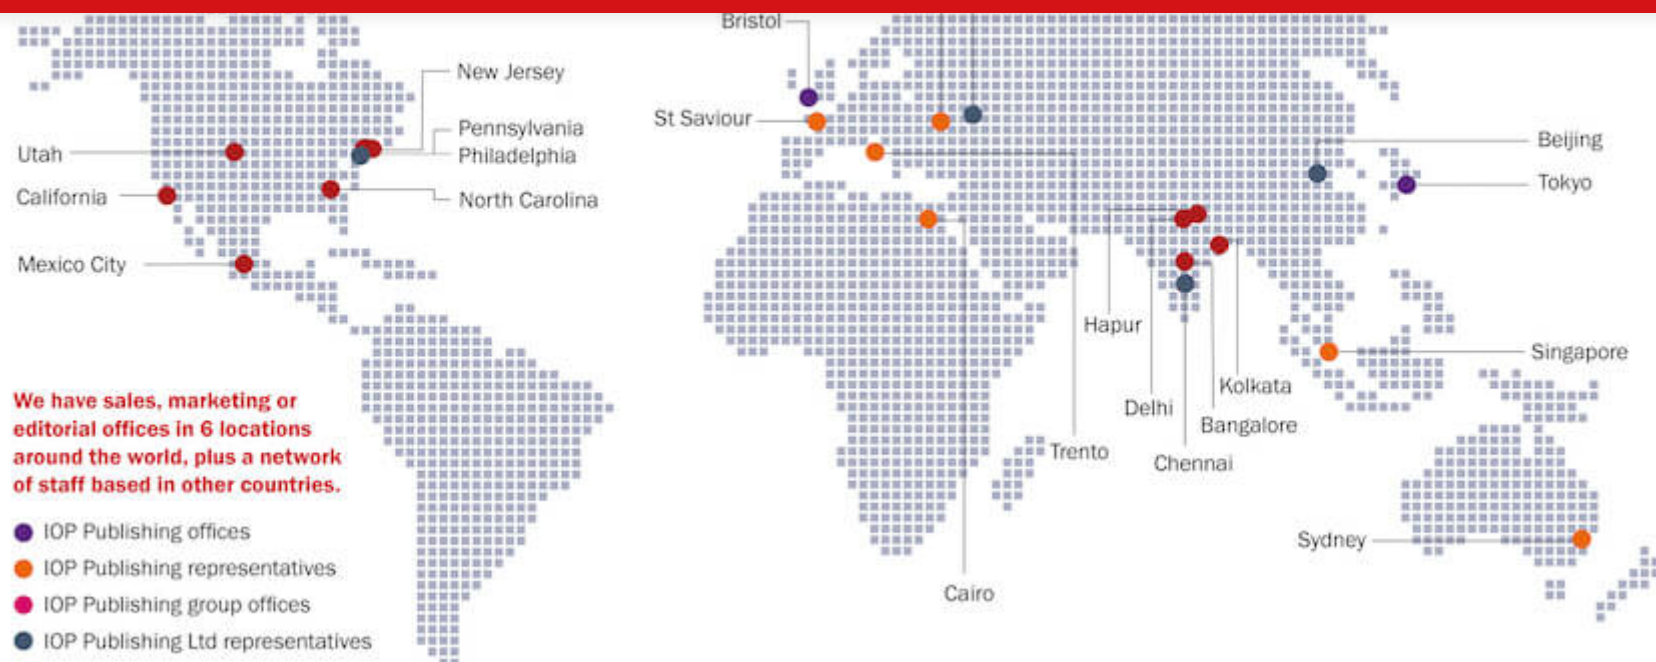 Bristol
New Jersey
St Saviour
Pennsylvania
Beijing
Utah
Philadelphia
Tokyo
California
North Carolina
Mexico City
Hapur
Singapore
Kolkata
Delhi
Bangalore
Trento
Chennai
We have sales, marketing or
editorial offices in 6 locations
around the world, plus a network
of staff based in other countries.
IOP Publishing offices
Sydney
IOP Publishing representatives
Cairo
IOP Publishing group offices
IOP Publishing Ltd representatives